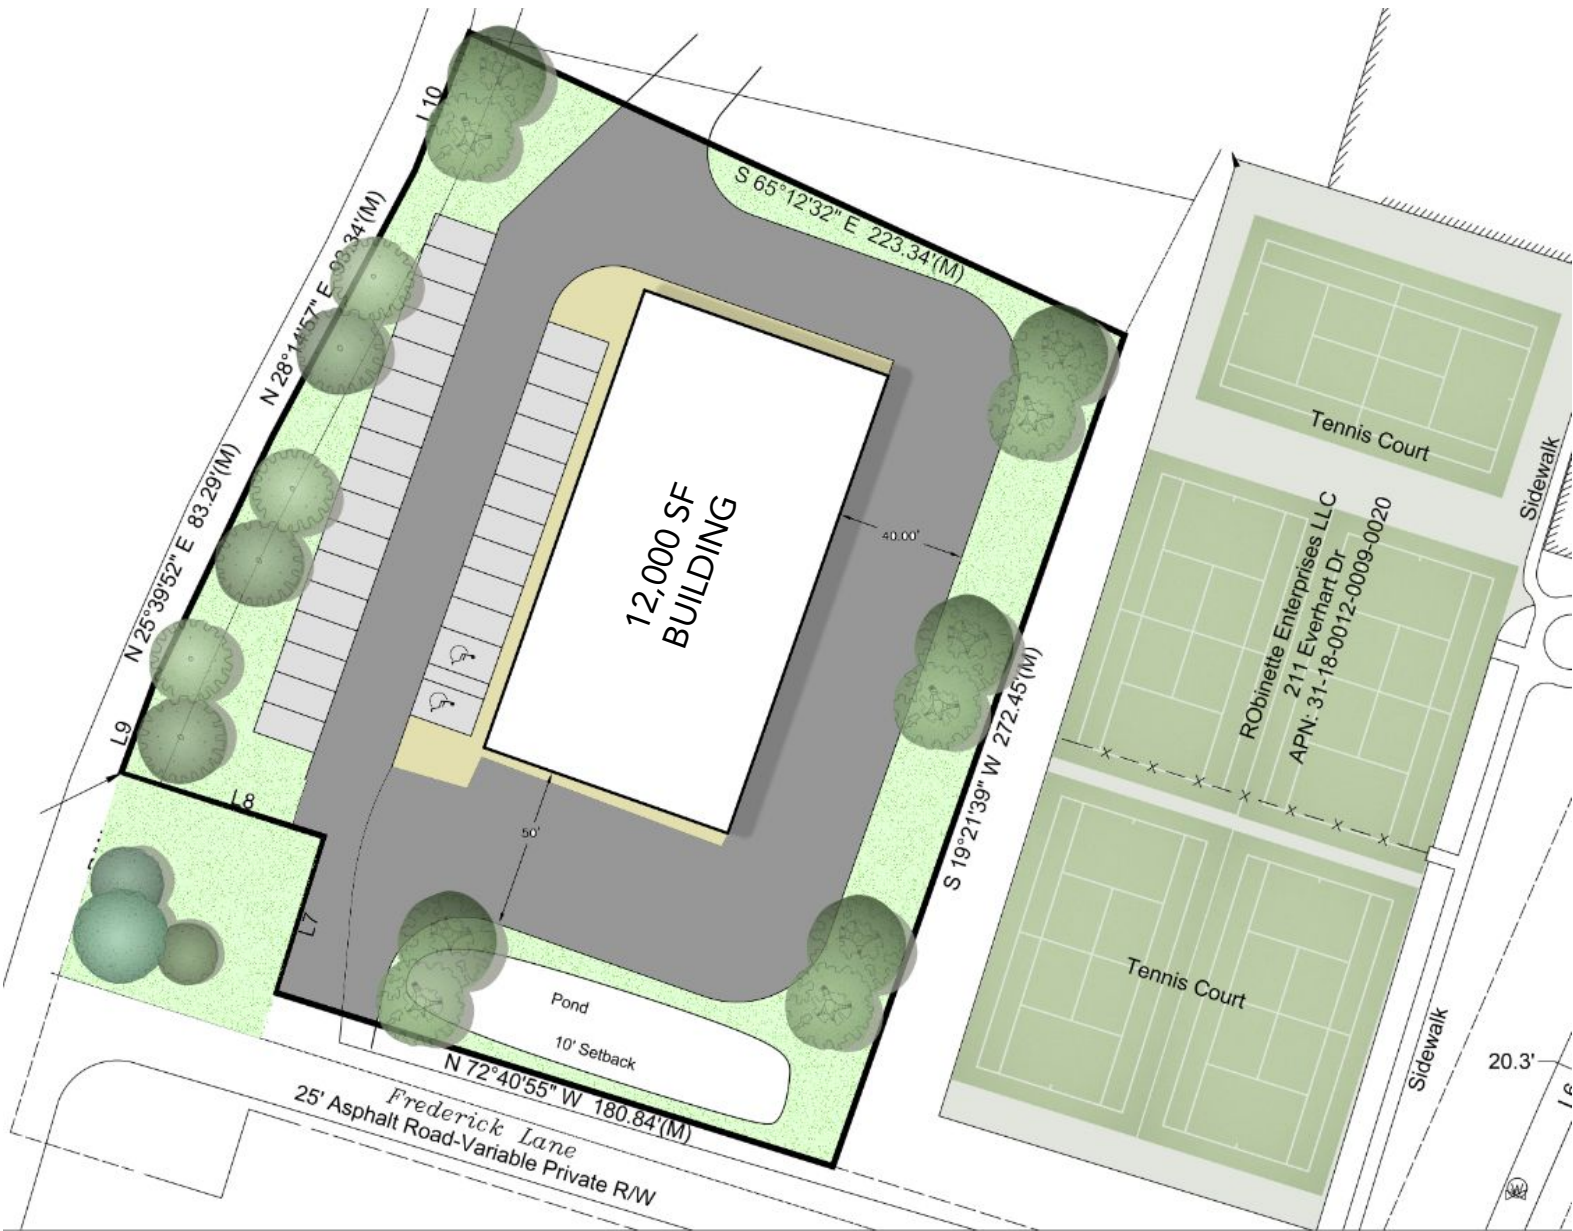 L10
S 65°12'32" E 223.34'(M)
N 28°14'57" E 93.34'(M)
N 25°39'52" E 83.29'(M)
L9
L8
L7
12,000 SF
BUILDING
40.00'
50'
S 19°21'39" W 272.45'(M)
Pond
10' Setback
N 72°40'55" W 180.84'(M)
Frederick Lane
25' Asphalt Road-Variable Private R/W
Tennis Court
Sidewalk
RObinette Enterprises LLC
211 Everhart Dr
APN: 31-18-0012-0009-0020
Tennis Court
Sidewalk
20.3'
L6
W